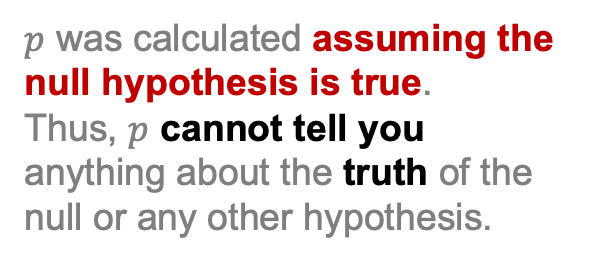 p was calculated assuming the
null hypothesis is true.
Thus, p cannot tell you
anything about the truth of the
null or any other hypothesis.